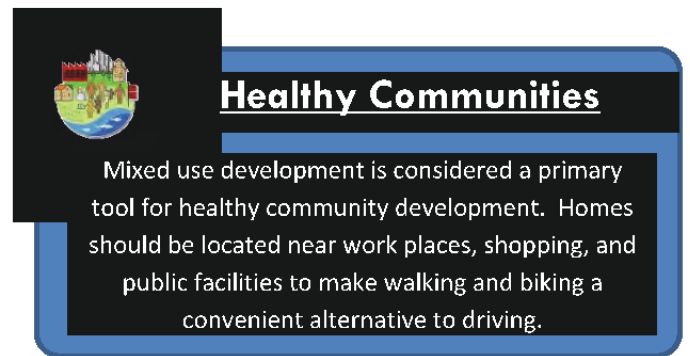 Healthy Communities
Mixed use development is considered a primary
tool for healthy community development.  Homes
should be located near work places, shopping, and
public facilities to make walking and biking a
convenient alternative to driving.